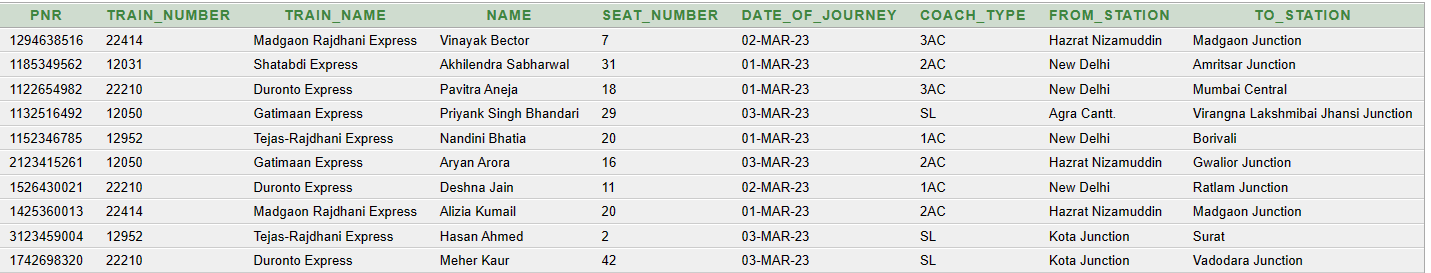 PNR TRAIN_NUMBER TRAIN_NAME NAME SEAT_NUMBER DATE_OF_JOURNEY COACH_TYPE FROM_STATION TO_STATION
1294638516 22414 Madgaon Rajdhani Express Vinayak Bector 7 02-MAR-23 3AC Hazrat Nizamuddin Madgaon Junction
1185349562 12031 Shatabdi Express Akhilendra Sabharwal 31 01-MAR-23 2AC New Delhi Amritsar Junction
1122654982 22210 Duronto Express Pavitra Aneja 18 01-MAR-23 3AC New Delhi Mumbai Central
1132516492 12050 Gatimaan Express Priyank Singh Bhandari 29 03-MAR-23 SL Agra Cantt. Virangna Lakshmibai Jhansi Junction
1152346785 12952 Tejas-Rajdhani Express Nandini Bhatia 20 01-MAR-23 1AC New Delhi Borivali
2123415261 12050 Gatimaan Express Aryan Arora 16 03-MAR-23 2AC Hazrat Nizamuddin Gwalior Junction
1526430021 22210 Duronto Express Deshna Jain 11 02-MAR-23 1AC New Delhi Ratlam Junction
1425360013 22414 Madgaon Rajdhani Express Alizia Kumail 20 01-MAR-23 2AC Hazrat Nizamuddin Madgaon Junction
3123459004 12952 Tejas-Rajdhani Express Hasan Ahmed 2 03-MAR-23 SL Kota Junction Surat
1742698320 22210 Duronto Express Meher Kaur 42 03-MAR-23 SL Kota Junction Vadodara Junction